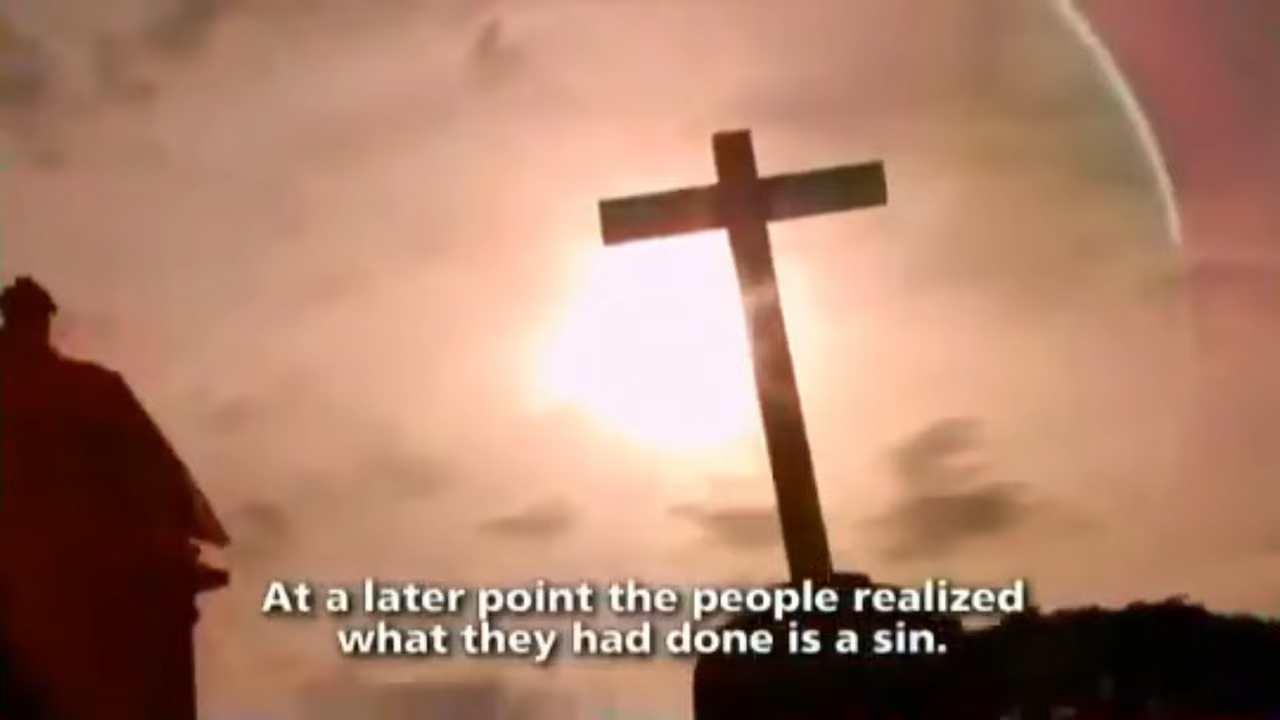 At a later point the people realized
what they had done is a sin.